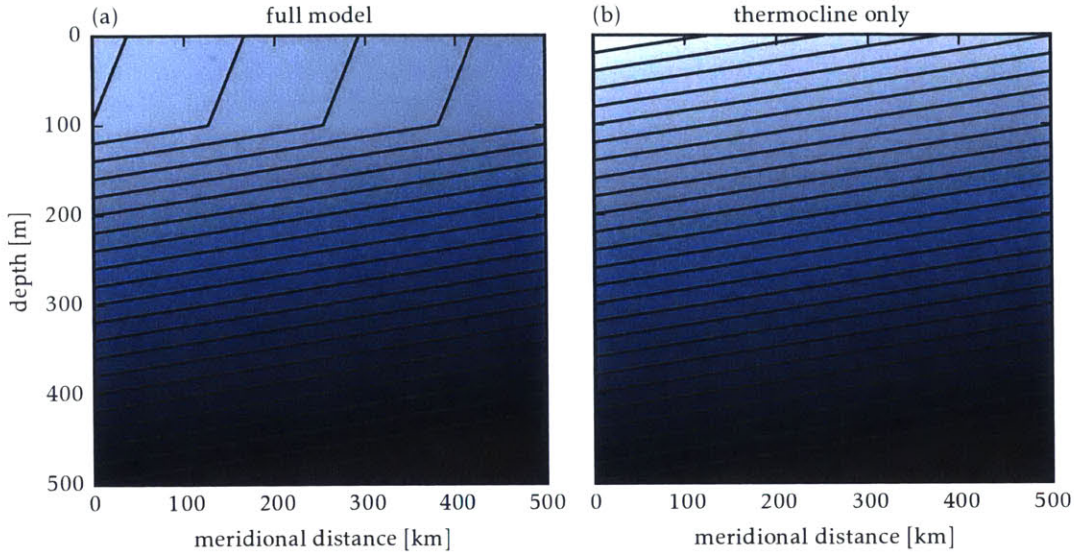 (a) full model
(b) thermocline only
depth [m]
0
100
200
300
400
500
0 100 200 300 400 500
meridional distance [km]
0 100 200 300 400 500
meridional distance [km]